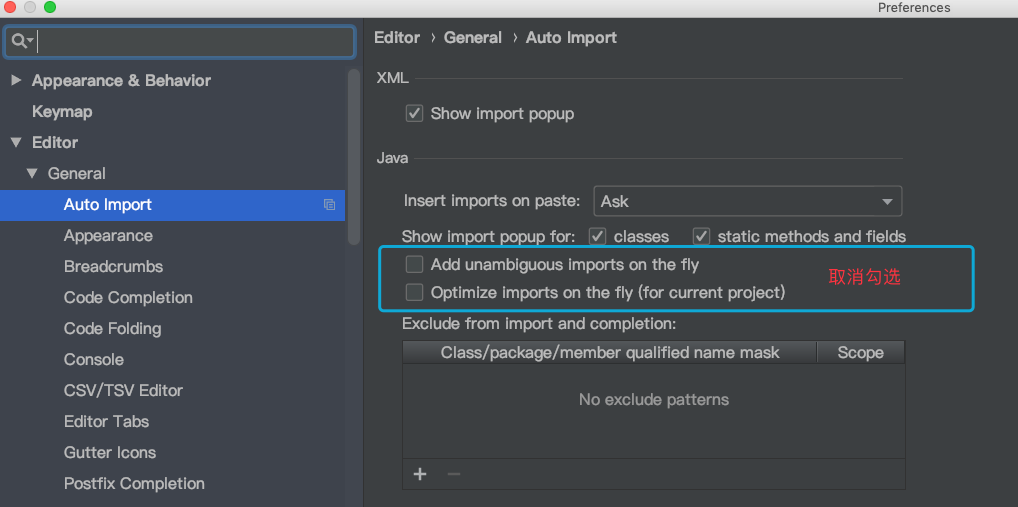 Preferences
Appearance & Behavior
Keymap
Editor
General
Auto Import
Appearance
Breadcrumbs
Code Completion
Code Folding
Console
CSV/TSV Editor
Editor Tabs
Gutter Icons
Postfix Completion
Editor › General › Auto Import
XML
Show import popup
Java
Insert imports on paste: Ask
Show import popup for: classes static methods and fields
Add unambiguous imports on the fly
取消勾选
Optimize imports on the fly (for current project)
Exclude from import and completion:
Class/package/member qualified name mask Scope
No exclude patterns